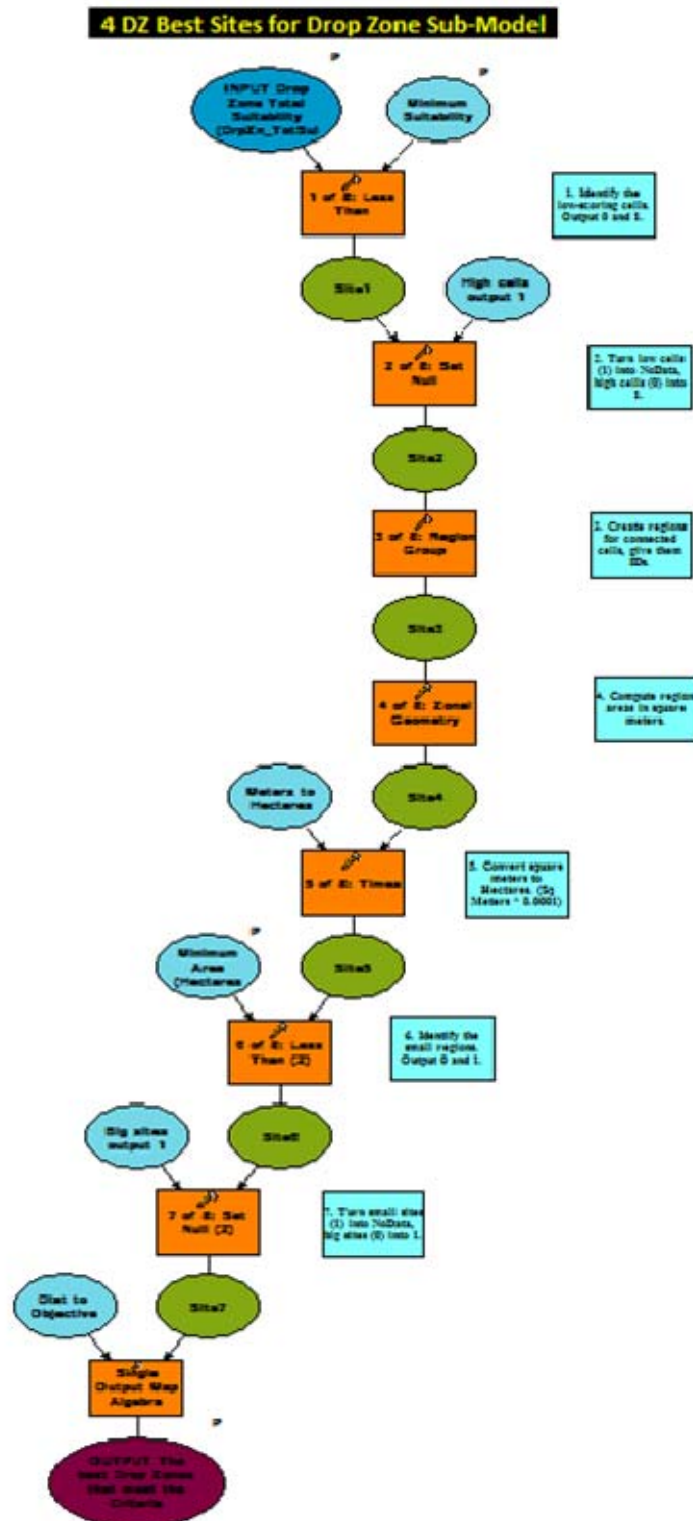 4 DZ Best Sites for Drop Zone Sub-Model
P
P
INPUT Drop
Zone Total
Suitability
(DrpZn_TotSui
Minimum
Suitability
1 of 8: Less
Than
1. Identify the
low-scoring cells.
Output 0 and 1.
Site1
High cells
output 1
2 of 8: Set
Null
2. Turn low cells
(1) into NoData,
high cells (0) into
1.
Site2
3 of 8: Region
Group
3. Create regions
for connected
cells, give them
IDs.
Site3
4 of 8: Zonal
Geometry
4. Compute region
areas in square
meters.
Meters to
Hectares
Site4
5 of 8: Times
5. Convert square
meters to
Hectares. (Sq
Meters * 0.0001)
P
Minimum
Area
(Hectares
Site5
6 of 8: Less
Than (2)
6. Identify the
small regions.
Output 0 and 1.
Big sites
output 1
Site6
7 of 8: Set
Null (2)
7. Turn small sites
(1) into NoData,
big sites (0) into 1.
Dist to
Objective
Site7
Single
Output Map
Algebra
P
OUTPUT The
best Drop Zones
that meet the
Criteria